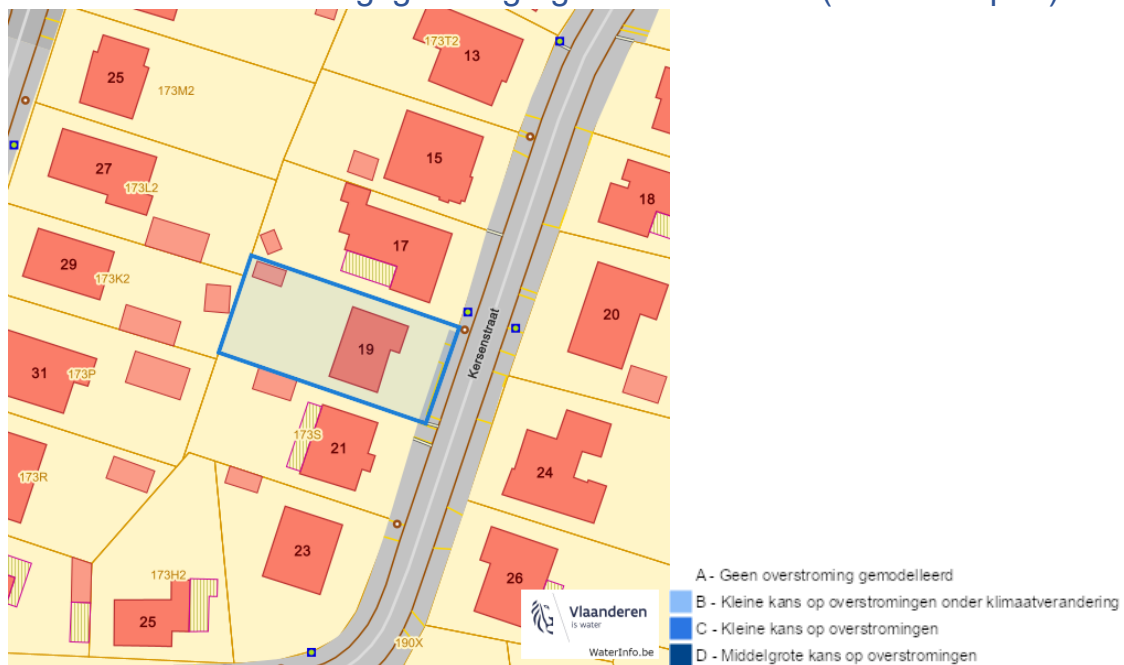 173T2
13
25
173M2
15
27
173L2
18
17
29
173K2
20
19
Kersenstraat
31
173P
173S
21
24
173R
23
26
173H2
25
190X
Vlaanderen
is water
WaterInfo.be
A - Geen overstroming gemodelleerd
B - Kleine kans op overstromingen onder klimaatverandering
C - Kleine kans op overstromingen
D - Middelgrote kans op overstromingen